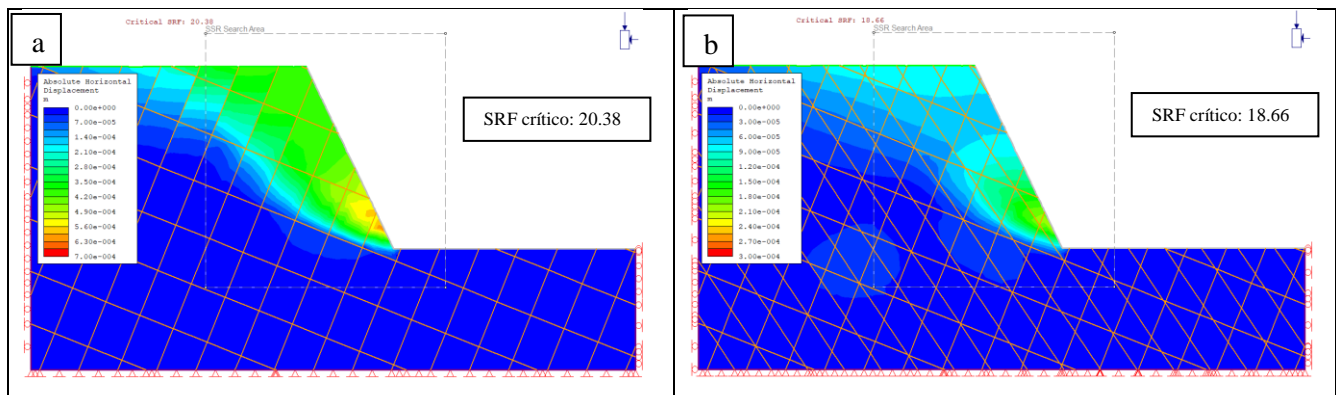 a
Critical SRF: 20.38
SSR Search Area
Absolute Horizontal
Displacement
m
0.00e+000
7.00e-005
1.40e-004
2.10e-004
2.80e-004
3.50e-004
4.20e-004
4.90e-004
5.60e-004
6.30e-004
7.00e-004
SRF crítico: 20.38
b
Critical SRF: 18.66
SSR Search Area
Absolute Horizontal
Displacement
m
0.00e+000
3.00e-005
6.00e-005
9.00e-005
1.20e-004
1.50e-004
1.80e-004
2.10e-004
2.40e-004
2.70e-004
3.00e-004
SRF crítico: 18.66